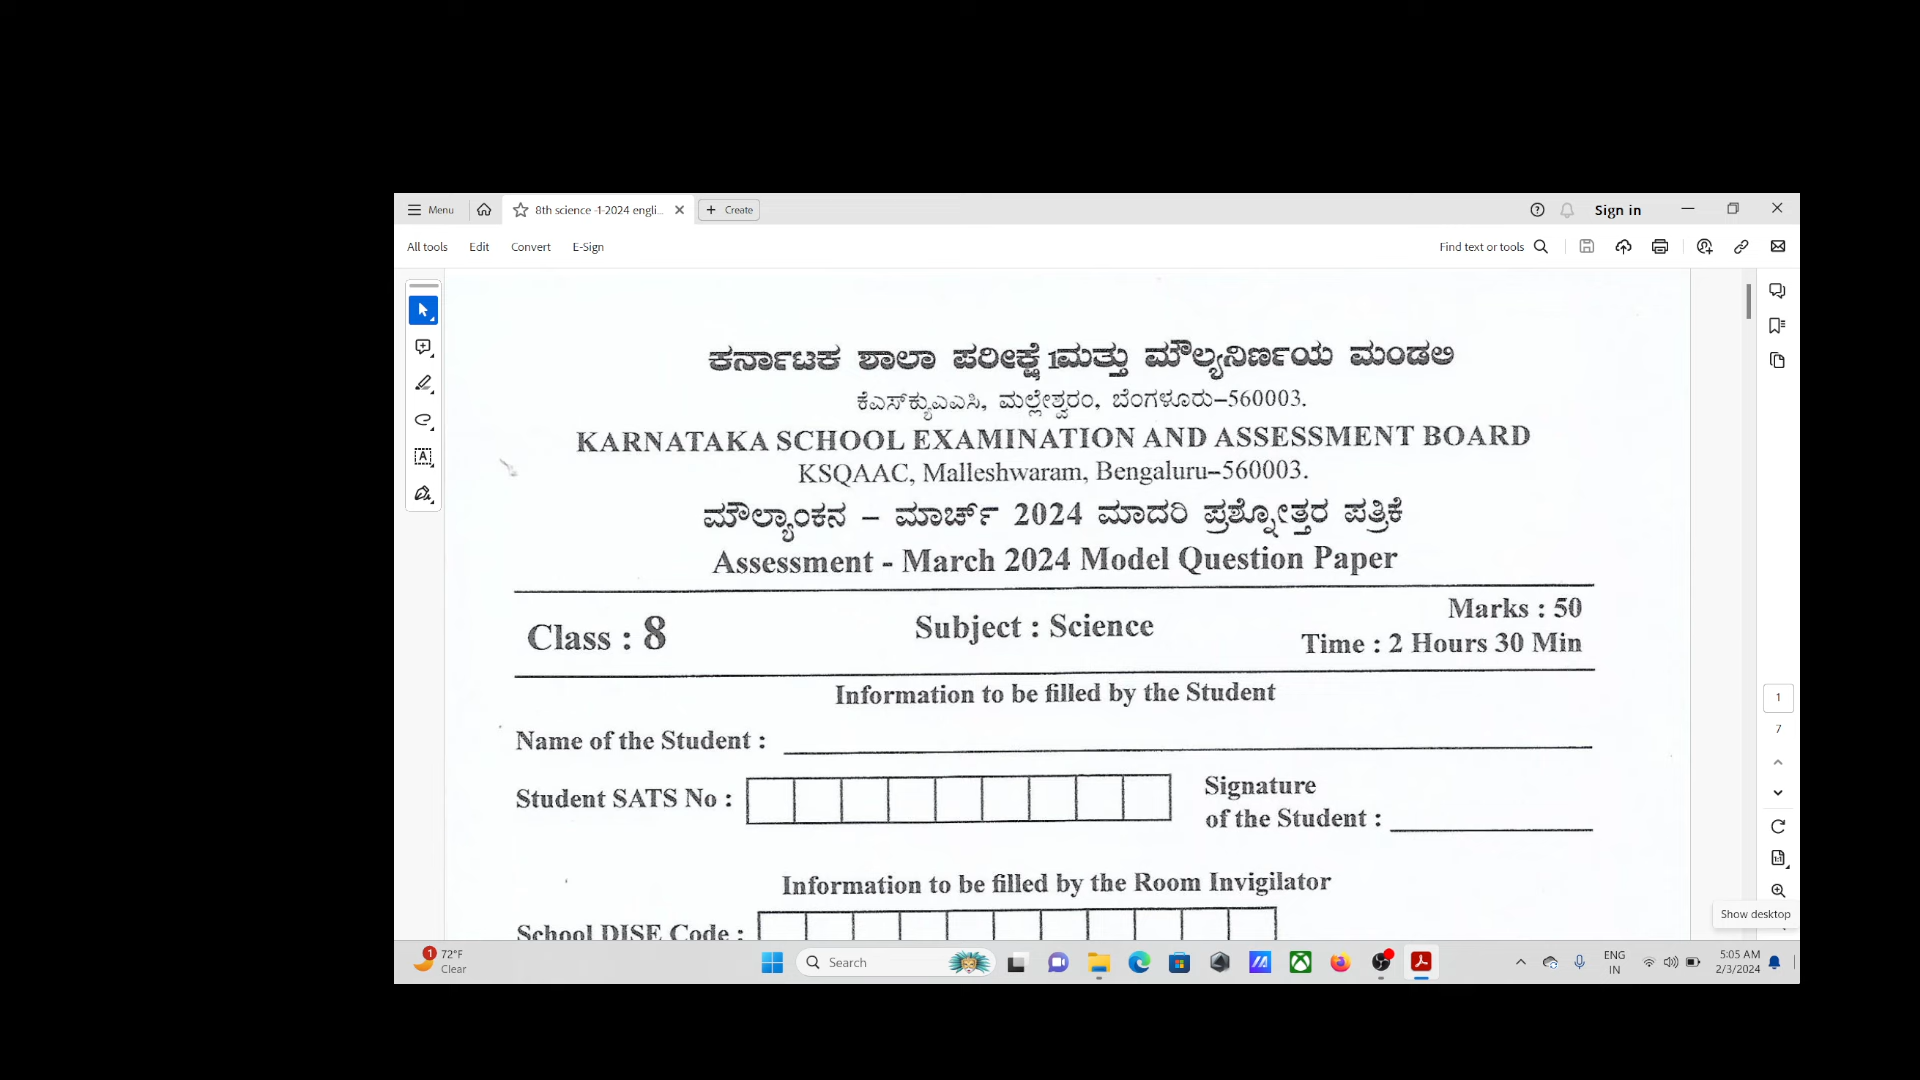 Menu
8th science -1-2024 engli...
Create
Sign in
All tools
Edit
Convert
E-Sign
Find text or tools
ಕರ್ನಾಟಕ ಶಾಲಾ ಪರೀಕ್ಷೆ 1ಮತ್ತು ಮೌಲ್ಯನಿರ್ಣಯ ಮಂಡಲಿ
ಕೆಎಸ್‌ಕ್ಯುಎಎಸಿ, ಮಲ್ಲೇಶ್ವರಂ, ಬೆಂಗಳೂರು–560003.
KARNATAKA SCHOOL EXAMINATION AND ASSESSMENT BOARD
KSQAAC, Malleshwaram, Bengaluru–560003.
ಮೌಲ್ಯಾಂಕನ – ಮಾರ್ಚ್ 2024 ಮಾದರಿ ಪ್ರಶ್ನೋತ್ತರ ಪತ್ರಿಕೆ
Assessment - March 2024 Model Question Paper
Marks : 50
Class : 8
Subject : Science
Time : 2 Hours 30 Min
Information to be filled by the Student
Name of the Student :
Student SATS No :
Signature
of the Student :
Information to be filled by the Room Invigilator
School DISE Code :
1
7
Show desktop
1
72°F
Clear
Search
ENG
IN
5:05 AM
2/3/2024